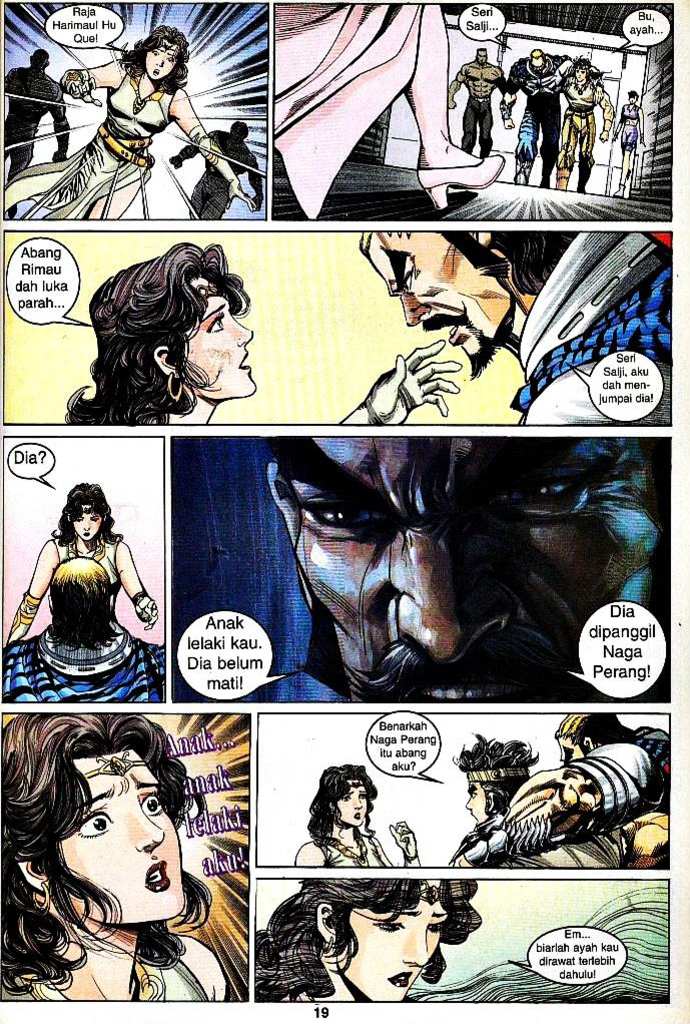 Raja
Harimaul Hu
Que!
Seri
Salji...
Bu,
ayah...
Abang
Rimau
dah luka
parah...
Seri
Salji, aku
dah men-
jumpai dia!
Dia?
Anak
lelaki kau.
Dia belum
mati!
Dia
dipanggil
Naga
Perang!
Anak...
anak
lelaki
aku!
Benarkah
Naga Perang
itu abang
aku?
Em...
biarlah ayah kau
dirawat terlebih
dahulu!
19